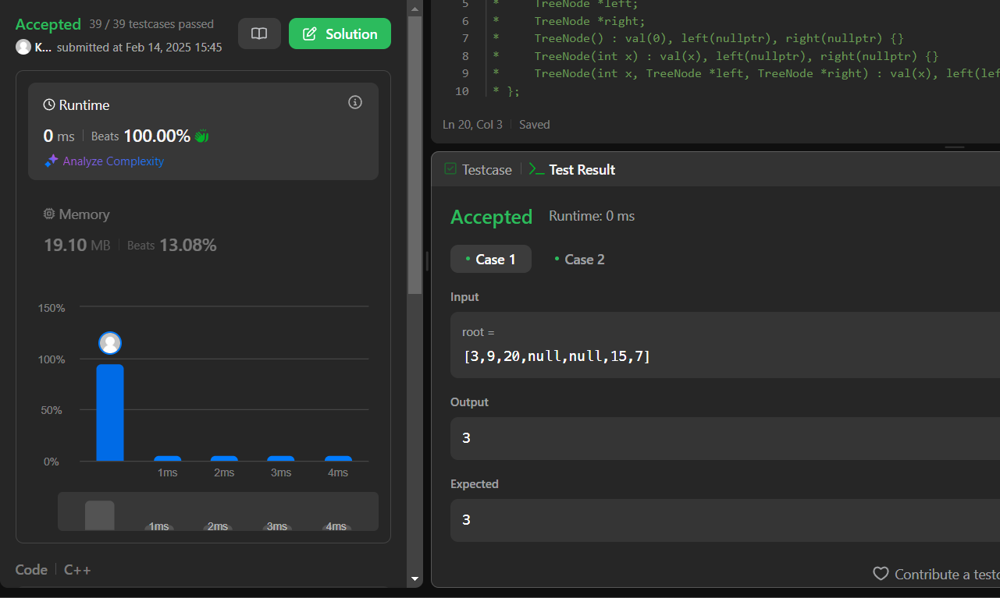 Accepted 39 / 39 testcases passed
K... submitted at Feb 14, 2025 15:45
Solution
Runtime
0 ms Beats 100.00%
Analyze Complexity
Memory
19.10 MB Beats 13.08%
150%
100%
50%
0%
1ms 2ms 3ms 4ms
1ms 2ms 3ms 4ms
Code C++
5 * TreeNode *left;
6 * TreeNode *right;
7 * TreeNode() : val(0), left(nullptr), right(nullptr) {}
8 * TreeNode(int x) : val(x), left(nullptr), right(nullptr) {}
9 * TreeNode(int x, TreeNode *left, TreeNode *right) : val(x), left(lef
10 * };
Ln 20, Col 3 Saved
Testcase >_ Test Result
Accepted Runtime: 0 ms
• Case 1 • Case 2
Input
root =
[3,9,20,null,null,15,7]
Output
3
Expected
3
Contribute a testc